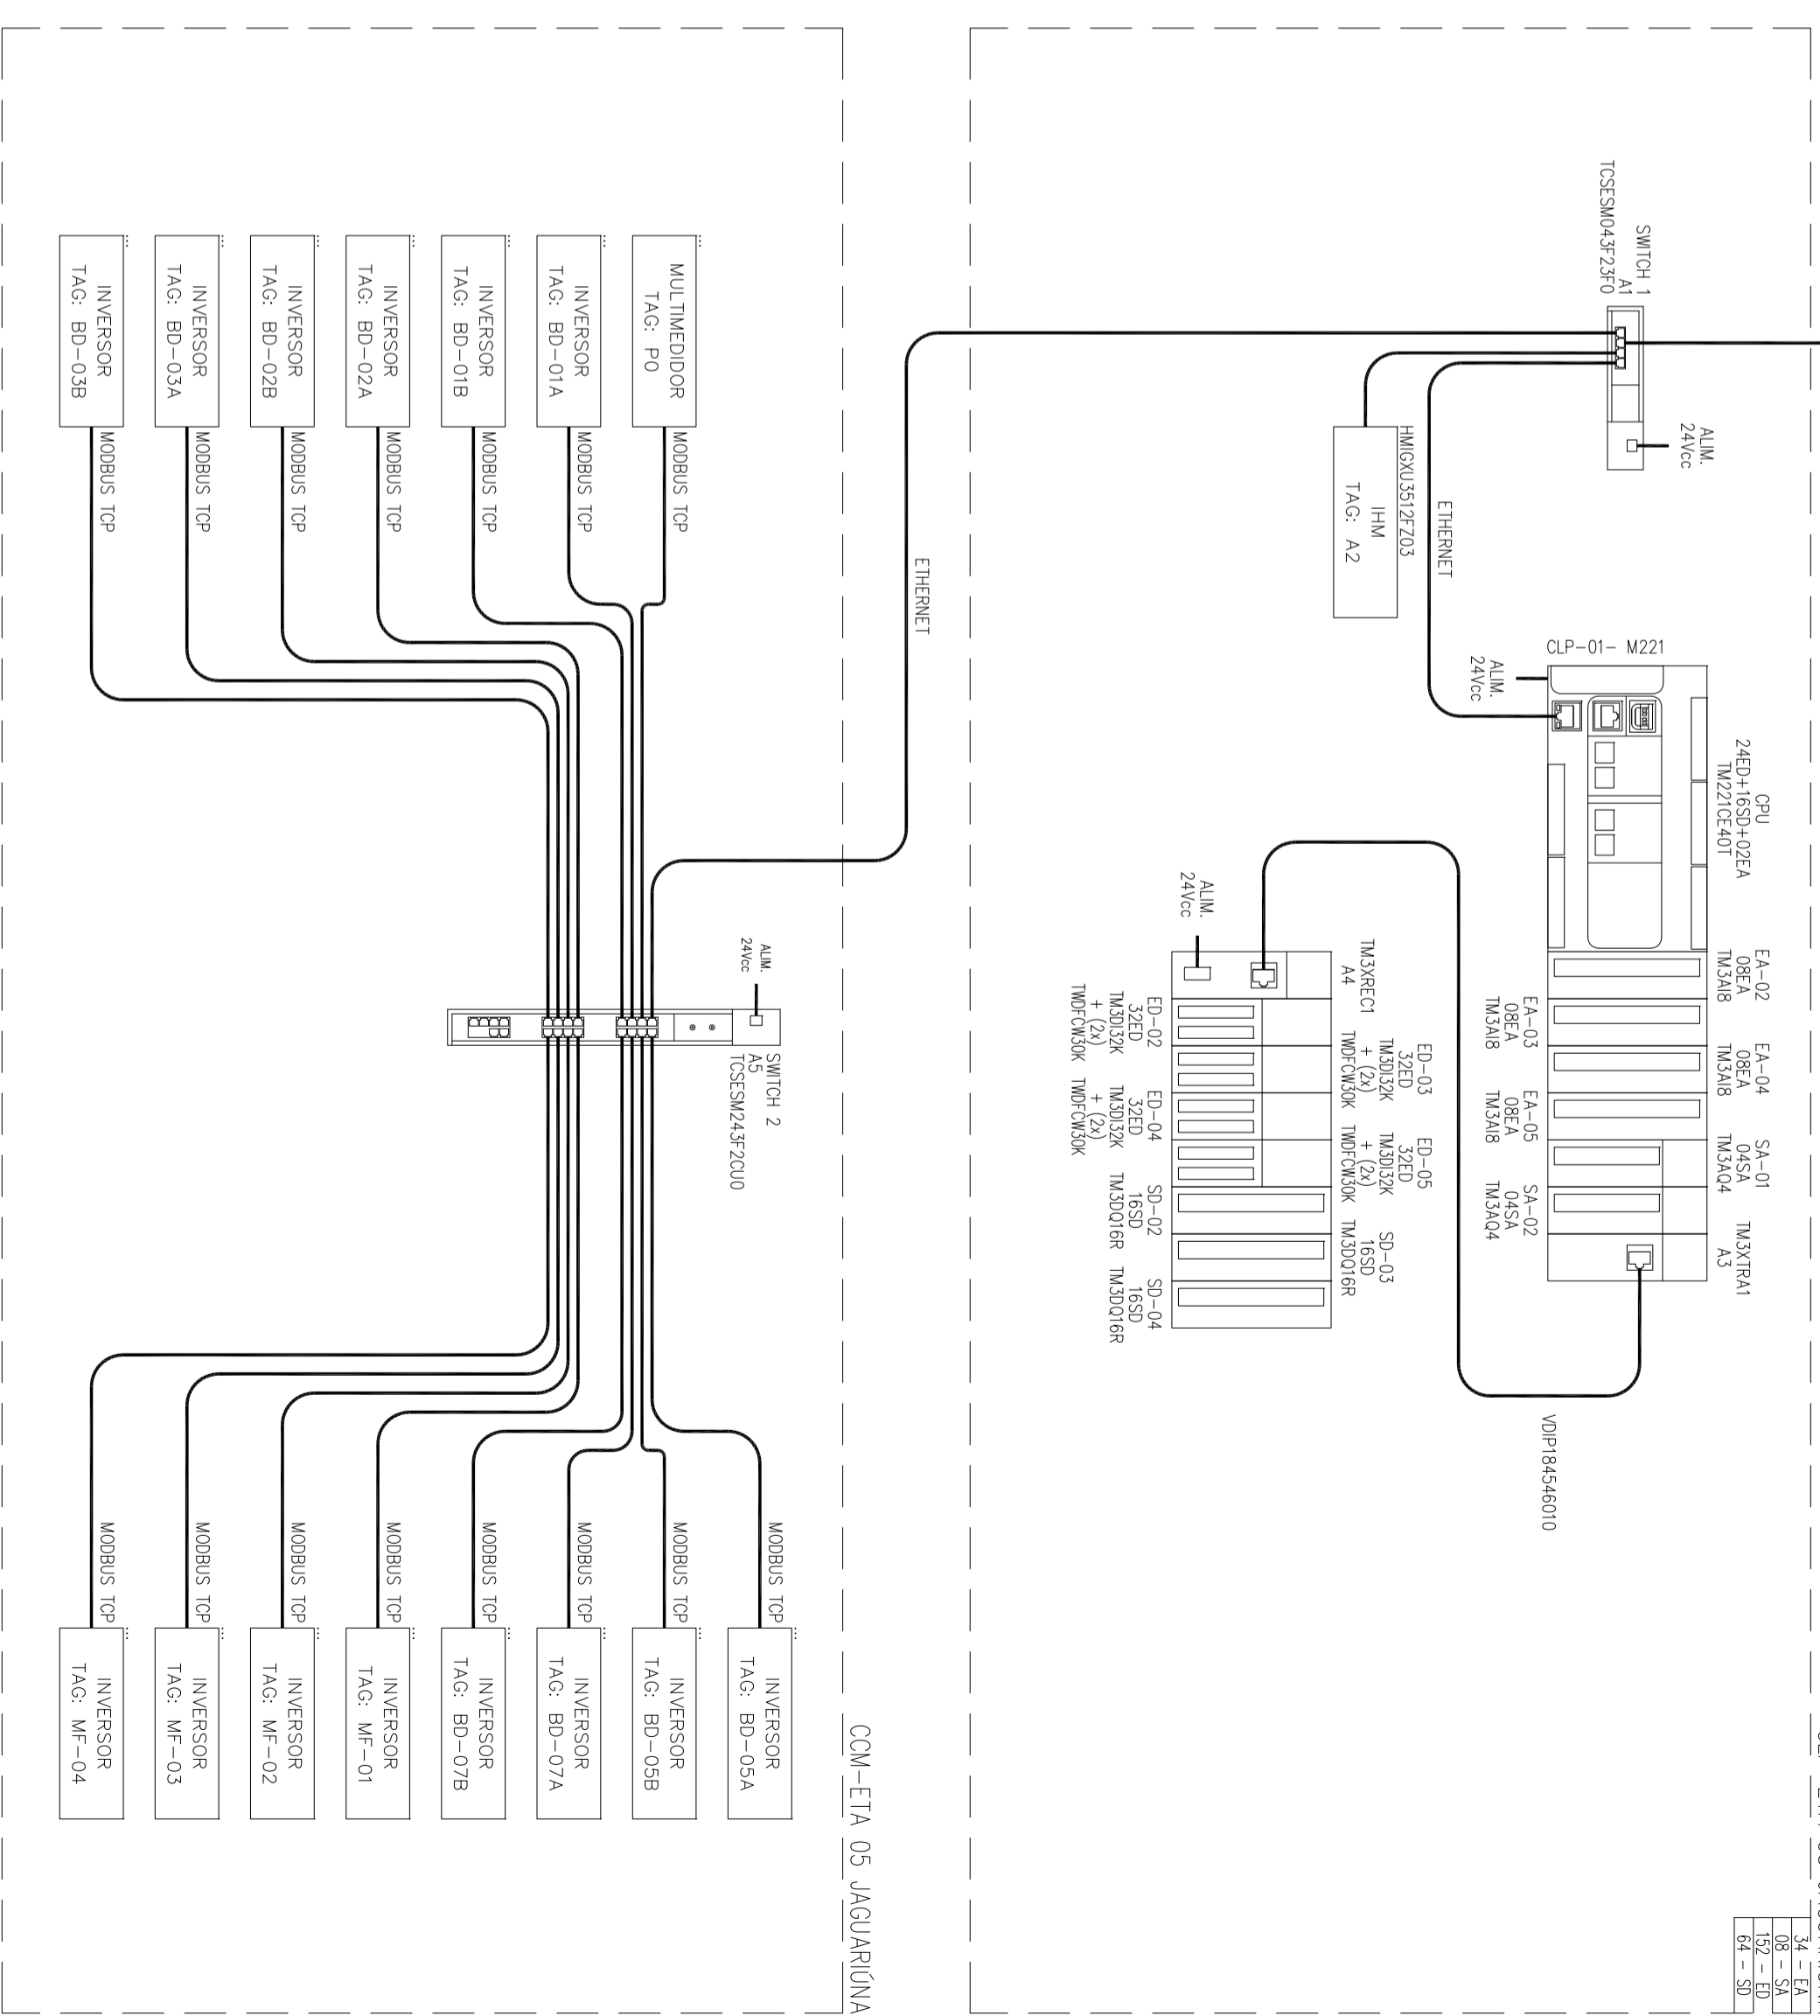 34 - EA
08 - SA
152 - ED
64 - SD
SWITCH 1
A1
TCSESM043F23F0
ALIM.
24Vcc
HMIGXU3512FZ03
IHM
TAG: A2
ETHERNET
CLP-01- M221
ALIM.
24Vcc
CPU
24ED+16SD+02EA
TM221CE40T
EA-02
08EA
TM3AI8
EA-03
08EA
TM3AI8
EA-04
08EA
TM3AI8
EA-05
08EA
TM3AI8
SA-01
04SA
TM3AQ4
SA-02
04SA
TM3AQ4
TM3XTRA1
A3
VDIP184546010
ALIM.
24Vcc
TM3XREC1
A4
ED-02
32ED
TM3DI32K
+ (2x)
TWDFCW30K
ED-03
32ED
TM3DI32K
+ (2x)
TWDFCW30K
ED-04
32ED
TM3DI32K
+ (2x)
TWDFCW30K
ED-05
32ED
TM3DI32K
+ (2x)
TWDFCW30K
SD-02
16SD
TM3DQ16R
SD-03
16SD
TM3DQ16R
SD-04
16SD
TM3DQ16R
ETHERNET
CCM-ETA 05 JAGUARIÚNA
ALIM.
24Vcc
SWITCH 2
A5
TCSESM243F2CU0
MULTIMEDIDOR
TAG: P0
MODBUS TCP
INVERSOR
TAG: BD-01A
MODBUS TCP
INVERSOR
TAG: BD-01B
MODBUS TCP
INVERSOR
TAG: BD-02A
MODBUS TCP
INVERSOR
TAG: BD-02B
MODBUS TCP
INVERSOR
TAG: BD-03A
MODBUS TCP
INVERSOR
TAG: BD-03B
MODBUS TCP
MODBUS TCP
INVERSOR
TAG: BD-05A
MODBUS TCP
INVERSOR
TAG: BD-05B
MODBUS TCP
INVERSOR
TAG: BD-07A
MODBUS TCP
INVERSOR
TAG: BD-07B
MODBUS TCP
INVERSOR
TAG: MF-01
MODBUS TCP
INVERSOR
TAG: MF-02
MODBUS TCP
INVERSOR
TAG: MF-03
MODBUS TCP
INVERSOR
TAG: MF-04